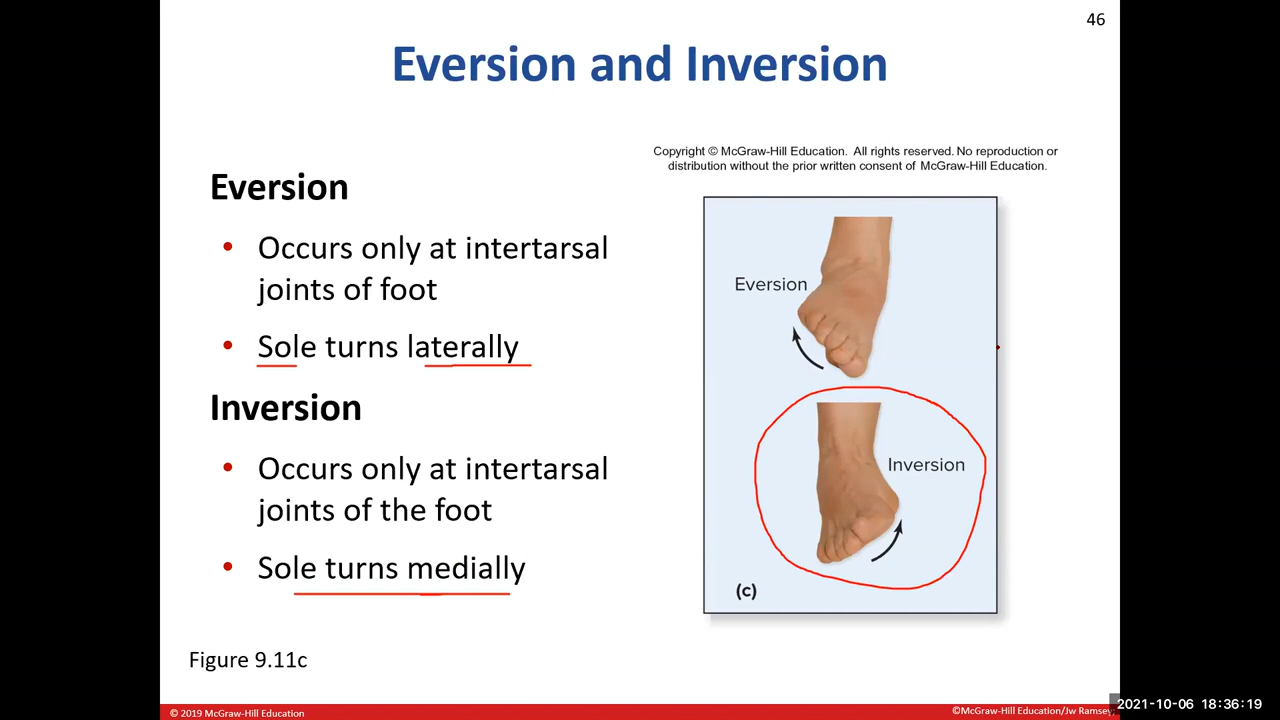 46
Eversion and Inversion
Copyright © McGraw-Hill Education. All rights reserved. No reproduction or
distribution without the prior written consent of McGraw-Hill Education.
Eversion
• Occurs only at intertarsal
joints of foot
• Sole turns laterally
Inversion
• Occurs only at intertarsal
joints of the foot
• Sole turns medially
Eversion
Inversion
(c)
Figure 9.11c
© 2019 McGraw-Hill Education
©McGraw-Hill Education/Jw Ramsey;
2021-10-06 18:36:19